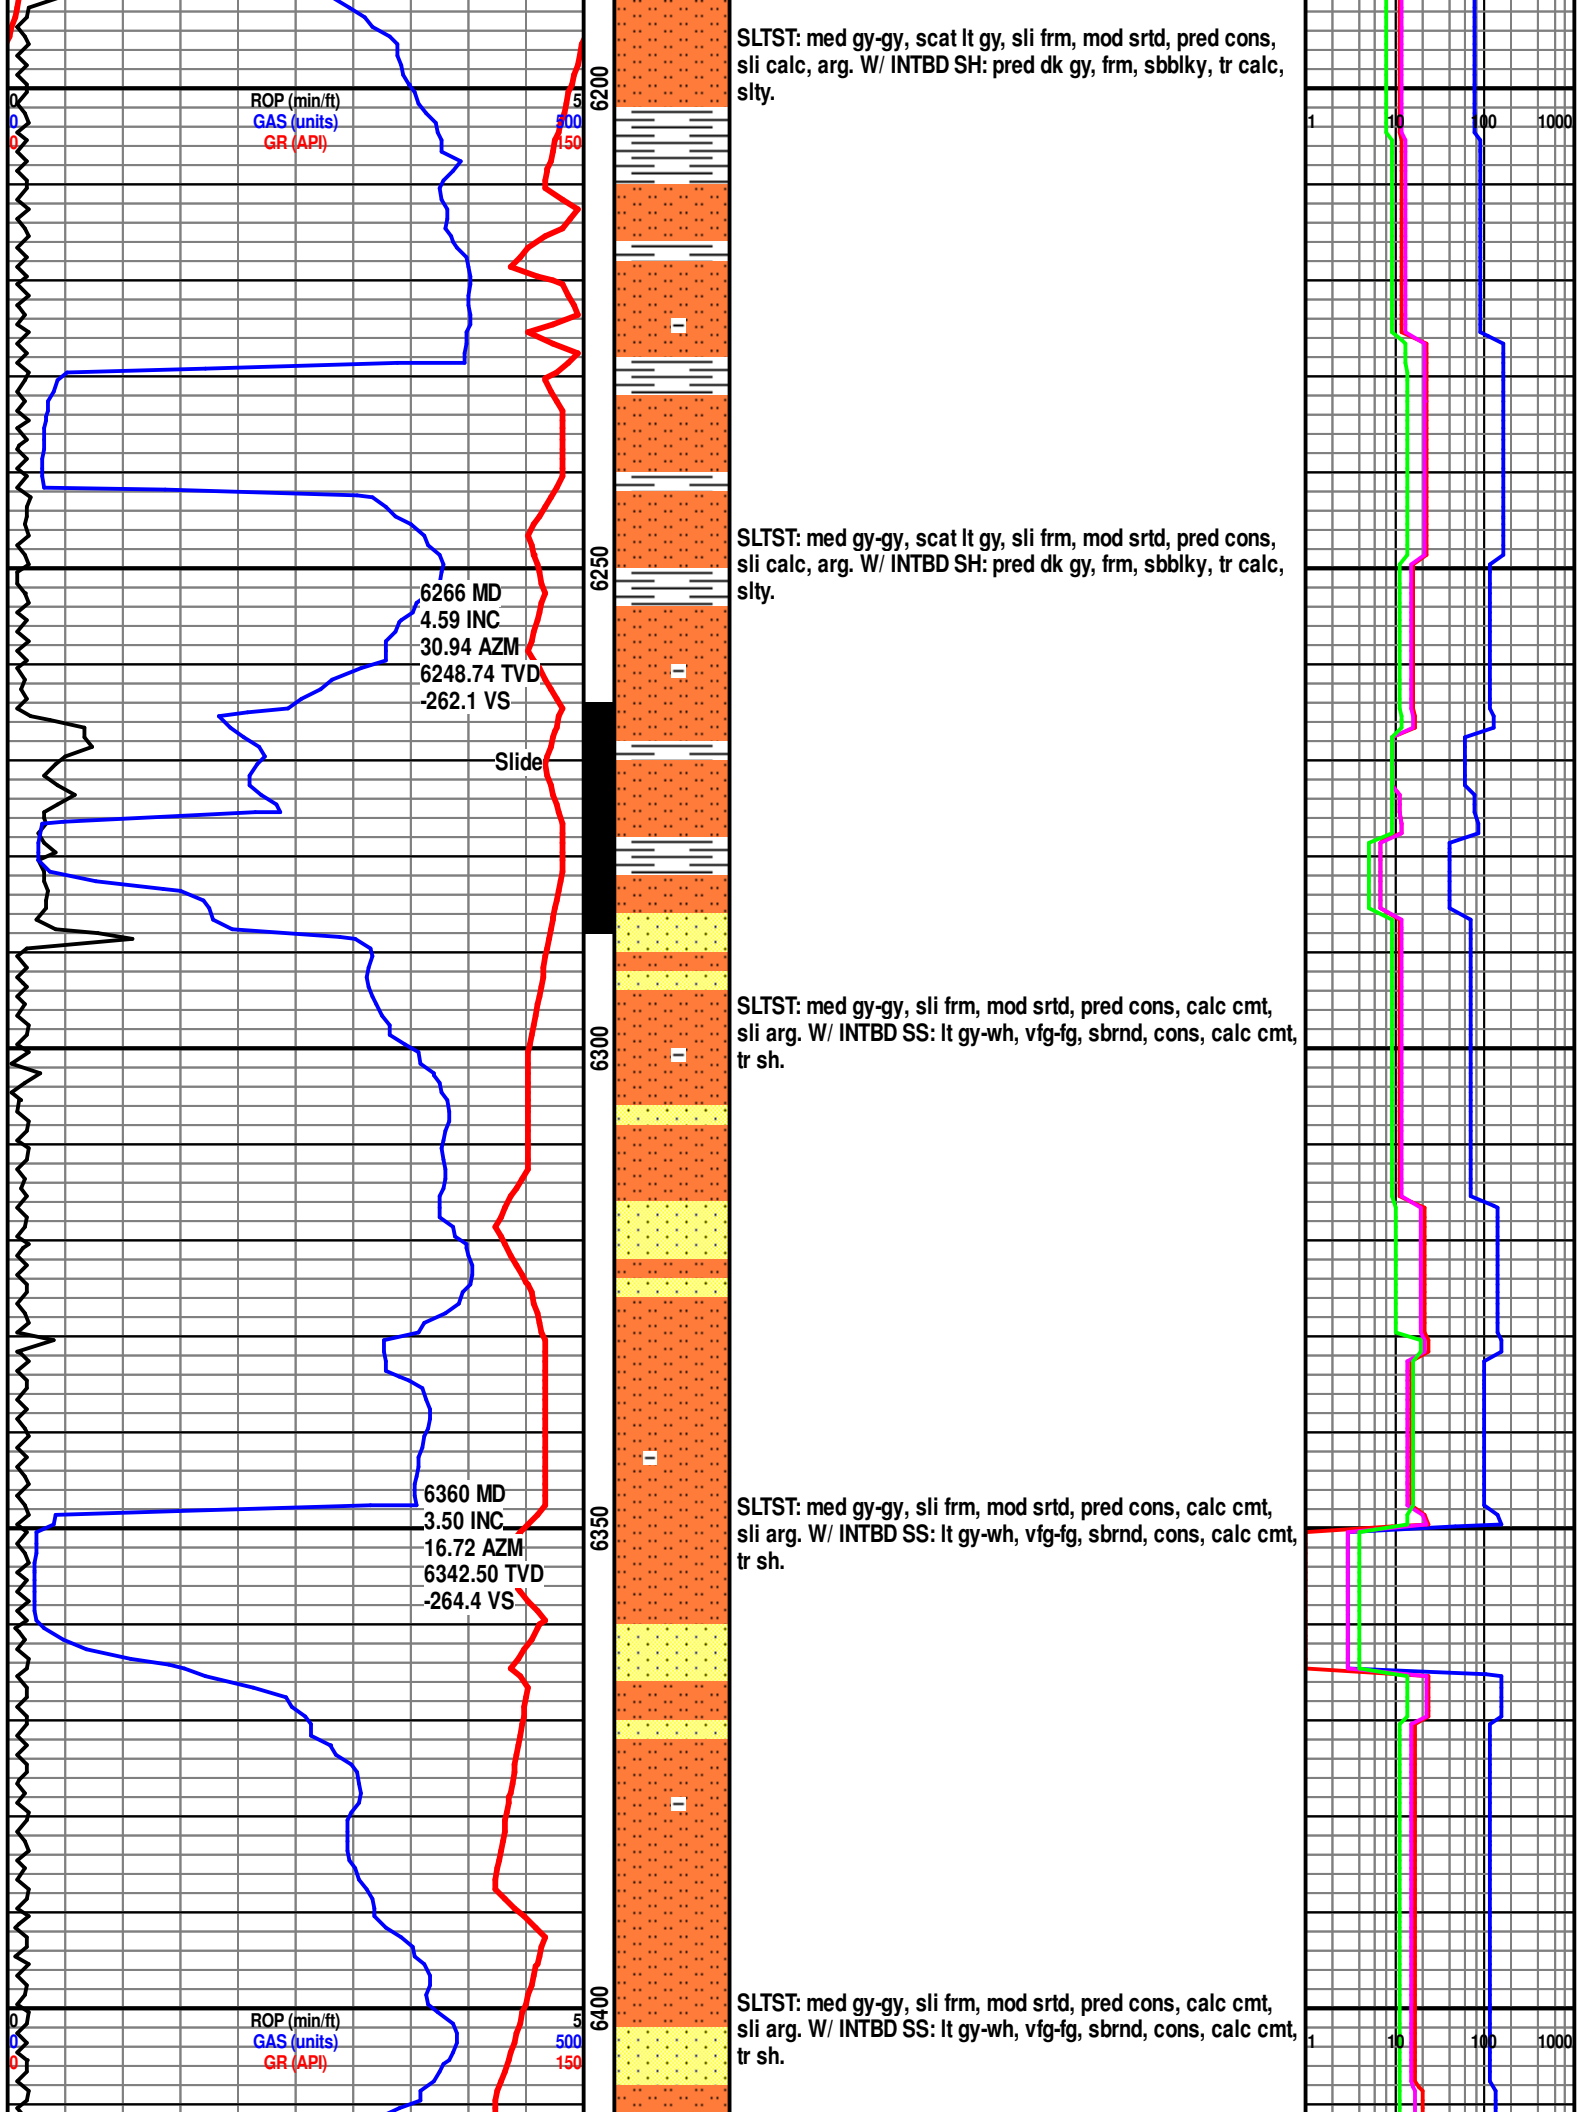 SLTST: med gy-gy, scat lt gy, sli frm, mod srtd, pred cons,
sli calc, arg. W/ INTBD SH: pred dk gy, frm, sbblky, tr calc,
slty.
6200
0 ROP (min/ft) 5
0 GAS (units) 500
0 GR (API) 150
1 10 100 1000
SLTST: med gy-gy, scat lt gy, sli frm, mod srtd, pred cons,
sli calc, arg. W/ INTBD SH: pred dk gy, frm, sbblky, tr calc,
slty.
6250
6266 MD
4.59 INC
30.94 AZM
6248.74 TVD
-262.1 VS
Slide
SLTST: med gy-gy, sli frm, mod srtd, pred cons, calc cmt,
sli arg. W/ INTBD SS: lt gy-wh, vfg-fg, sbrnd, cons, calc cmt,
tr sh.
6300
6360 MD
3.50 INC
16.72 AZM
6342.50 TVD
-264.4 VS
6350
SLTST: med gy-gy, sli frm, mod srtd, pred cons, calc cmt,
sli arg. W/ INTBD SS: lt gy-wh, vfg-fg, sbrnd, cons, calc cmt,
tr sh.
6400
SLTST: med gy-gy, sli frm, mod srtd, pred cons, calc cmt,
sli arg. W/ INTBD SS: lt gy-wh, vfg-fg, sbrnd, cons, calc cmt,
tr sh.
0 ROP (min/ft) 5
0 GAS (units) 500
0 GR (API) 150
1 10 100 1000